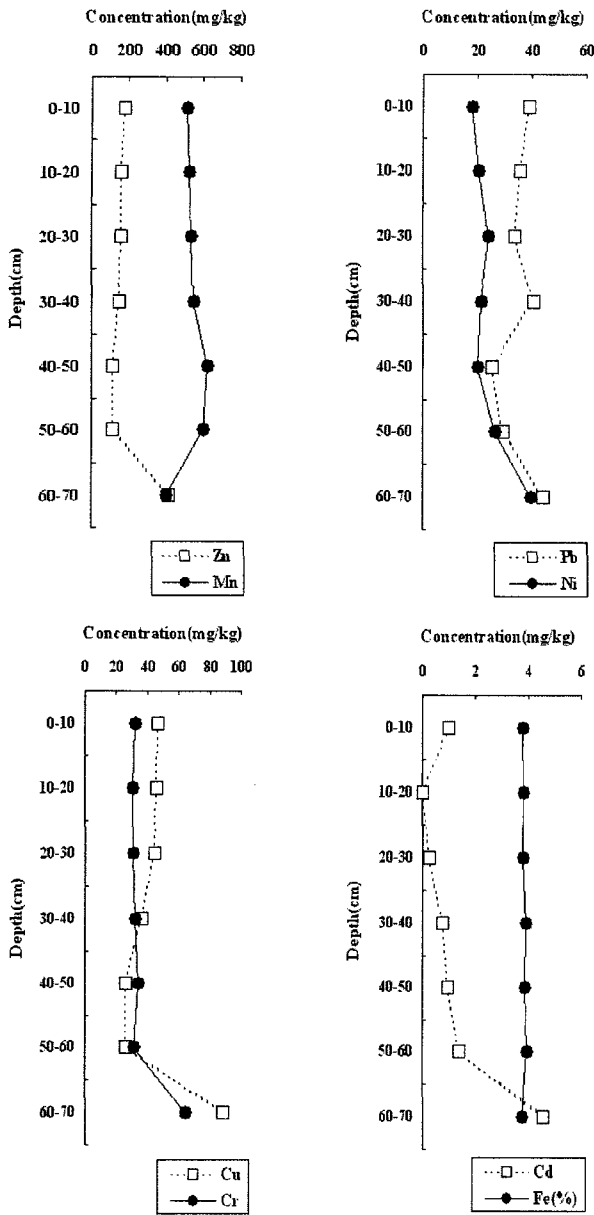 Concentration(mg/kg)
0 200 400 600 800
0-10
10-20
20-30
30-40
40-50
50-60
60-70
Depth(cm)
Zn
Mn
Concentration(mg/kg)
0 20 40 60
0-10
10-20
20-30
30-40
40-50
50-60
60-70
Depth(cm)
Pb
Ni
Concentration(mg/kg)
0 20 40 60 80 100
0-10
10-20
20-30
30-40
40-50
50-60
60-70
Depth(cm)
Cu
Cr
Concentration(mg/kg)
0 2 4 6
0-10
10-20
20-30
30-40
40-50
50-60
60-70
Depth(cm)
Cd
Fe(%)